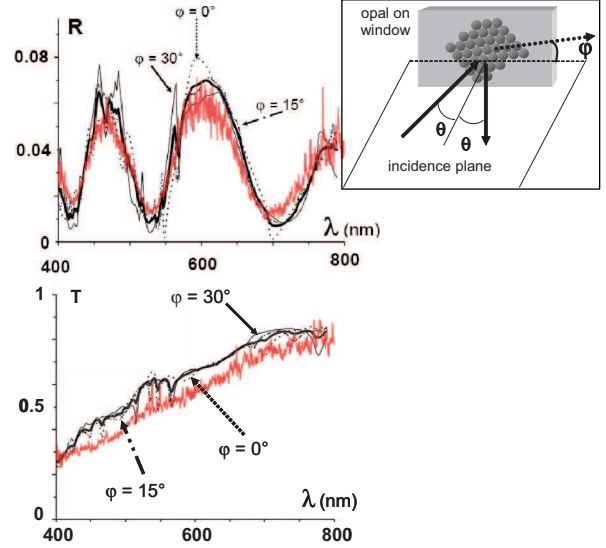 R
φ = 0°
0.08
φ = 30°
φ = 15°
0.04
0
λ (nm)
400
600
800
opal on
window
φ
θ
θ
incidence plane
1
T
φ = 30°
0.5
φ = 0°
φ = 15°
λ (nm)
0
400
600
800